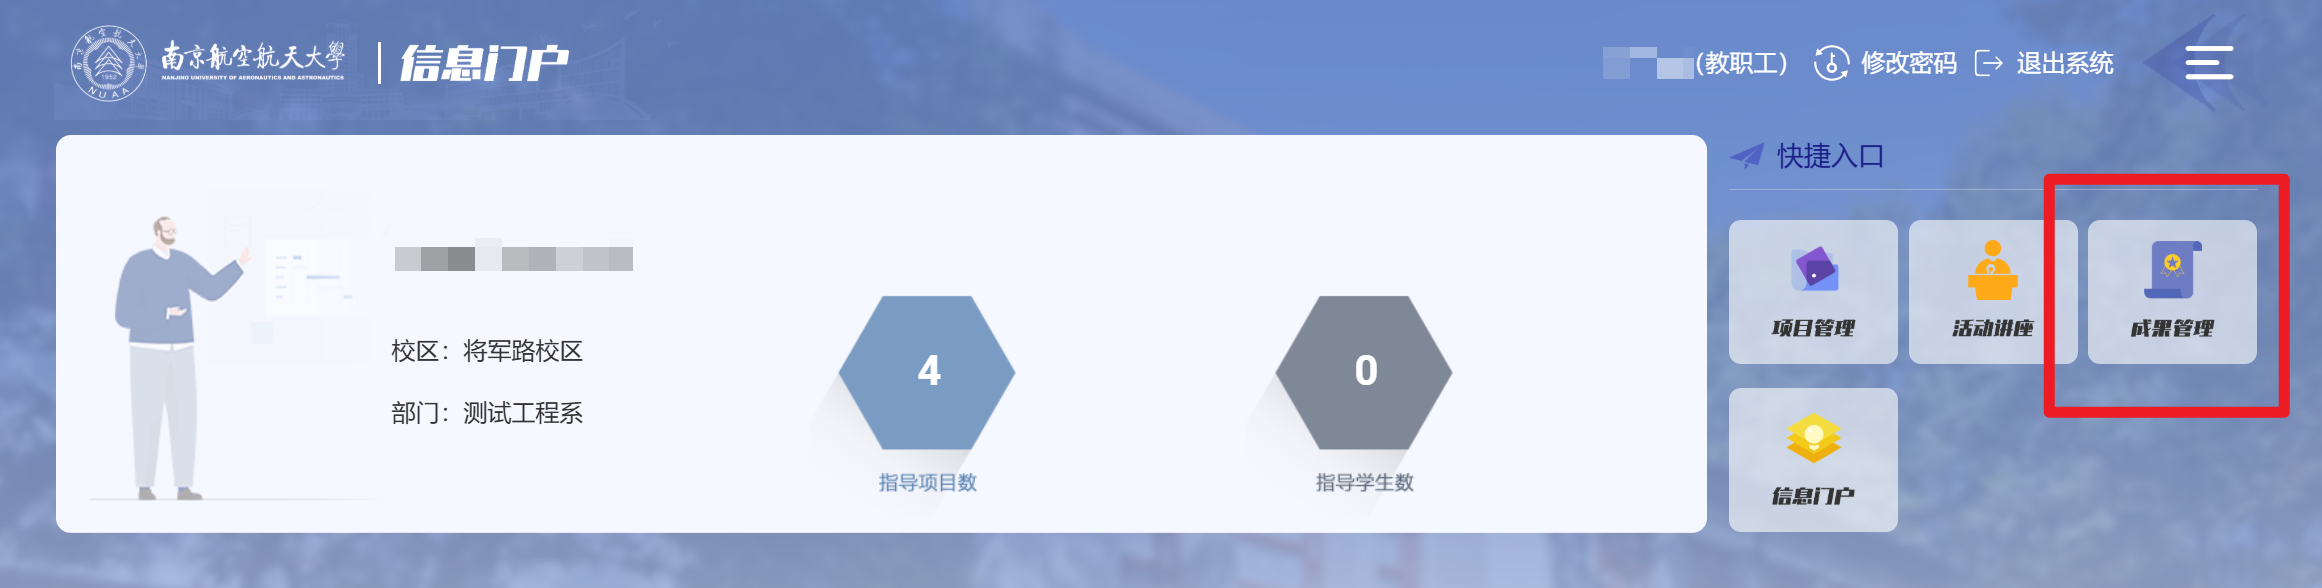 南京航空航天大學
NANJING UNIVERSITY OF AERONAUTICS AND ASTRONAUTICS
1952
NUAA
信息门户
(教职工)
修改密码
退出系统
校区：将军路校区
部门：测试工程系
4
指导项目数
0
指导学生数
快捷入口
项目管理
活动讲座
成果管理
信息门户